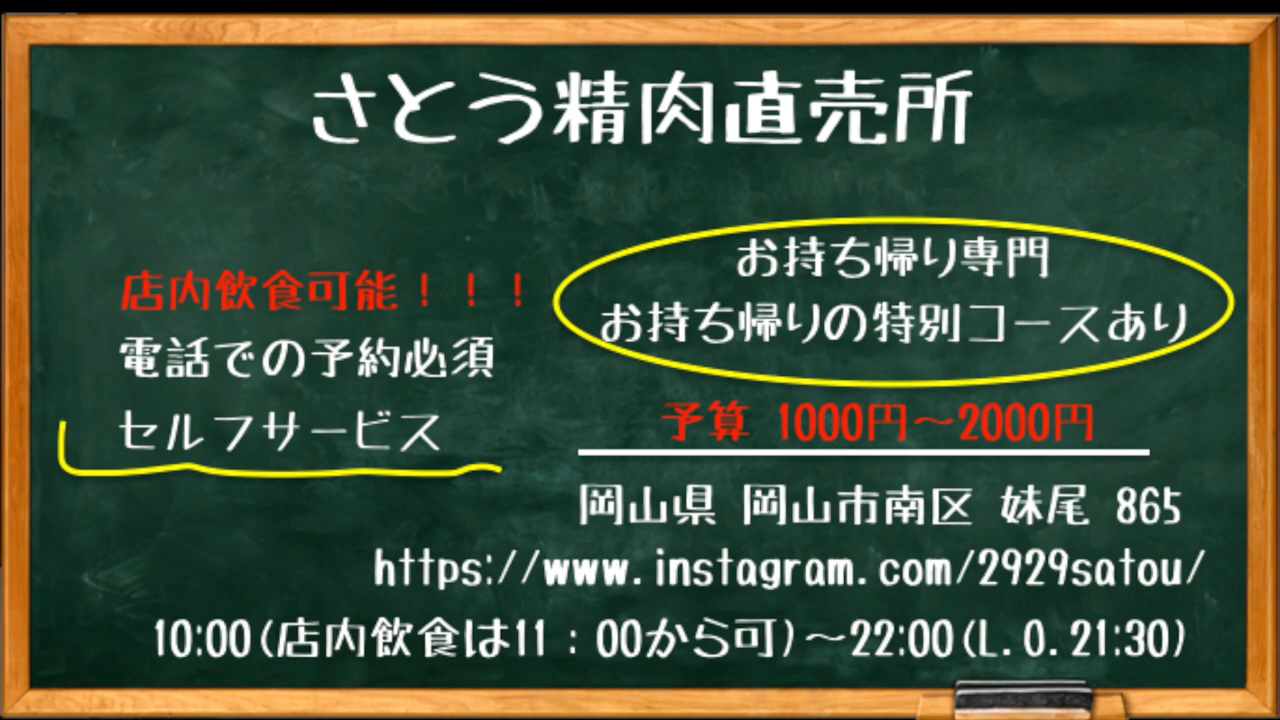 さとう精肉直売所
店内飲食可能！！！
電話での予約必須
セルフサービス
お持ち帰り専門
お持ち帰りの特別コースあり
予算 1000円〜2000円
岡山県 岡山市南区 妹尾 865
https://www.instagram.com/2929satou/
10:00(店内飲食は11：00から可)〜22:00(L.O.21:30)